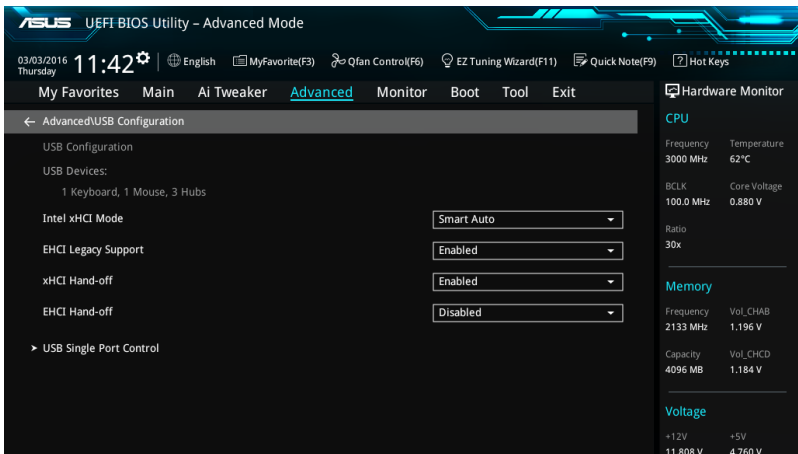 ASUS UEFI BIOS Utility – Advanced Mode
03/03/2016
Thursday
11:42
English
MyFavorite(F3)
Qfan Control(F6)
EZ Tuning Wizard(F11)
Quick Note(F9)
? Hot Keys
My Favorites Main Ai Tweaker Advanced Monitor Boot Tool Exit
Hardware Monitor
← Advanced\USB Configuration
USB Configuration
USB Devices:
1 Keyboard, 1 Mouse, 3 Hubs
Intel xHCI Mode Smart Auto
EHCI Legacy Support Enabled
xHCI Hand-off Enabled
EHCI Hand-off Disabled
> USB Single Port Control
CPU
Frequency Temperature
3000 MHz 62°C
BCLK Core Voltage
100.0 MHz 0.880 V
Ratio
30x
Memory
Frequency Vol_CHAB
2133 MHz 1.196 V
Capacity Vol_CHCD
4096 MB 1.184 V
Voltage
+12V +5V
11.808 V 4.760 V